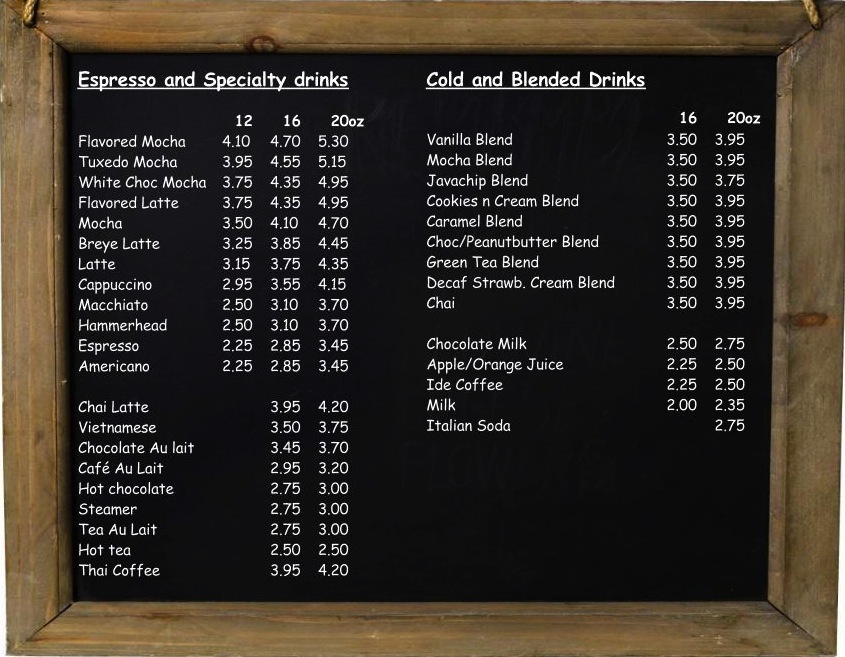 Espresso and Specialty drinks
12 16 20oz
Flavored Mocha 4.10 4.70 5.30
Tuxedo Mocha 3.95 4.55 5.15
White Choc Mocha 3.75 4.35 4.95
Flavored Latte 3.75 4.35 4.95
Mocha 3.50 4.10 4.70
Breye Latte 3.25 3.85 4.45
Latte 3.15 3.75 4.35
Cappuccino 2.95 3.55 4.15
Macchiato 2.50 3.10 3.70
Hammerhead 2.50 3.10 3.70
Espresso 2.25 2.85 3.45
Americano 2.25 2.85 3.45
Chai Latte 3.95 4.20
Vietnamese 3.50 3.75
Chocolate Au lait 3.45 3.70
Café Au Lait 2.95 3.20
Hot chocolate 2.75 3.00
Steamer 2.75 3.00
Tea Au Lait 2.75 3.00
Hot tea 2.50 2.50
Thai Coffee 3.95 4.20
Cold and Blended Drinks
16 20oz
Vanilla Blend 3.50 3.95
Mocha Blend 3.50 3.95
Javachip Blend 3.50 3.75
Cookies n Cream Blend 3.50 3.95
Caramel Blend 3.50 3.95
Choc/Peanutbutter Blend 3.50 3.95
Green Tea Blend 3.50 3.95
Decaf Strawb. Cream Blend 3.50 3.95
Chai 3.50 3.95
Chocolate Milk 2.50 2.75
Apple/Orange Juice 2.25 2.50
Ide Coffee 2.25 2.50
Milk 2.00 2.35
Italian Soda 2.75